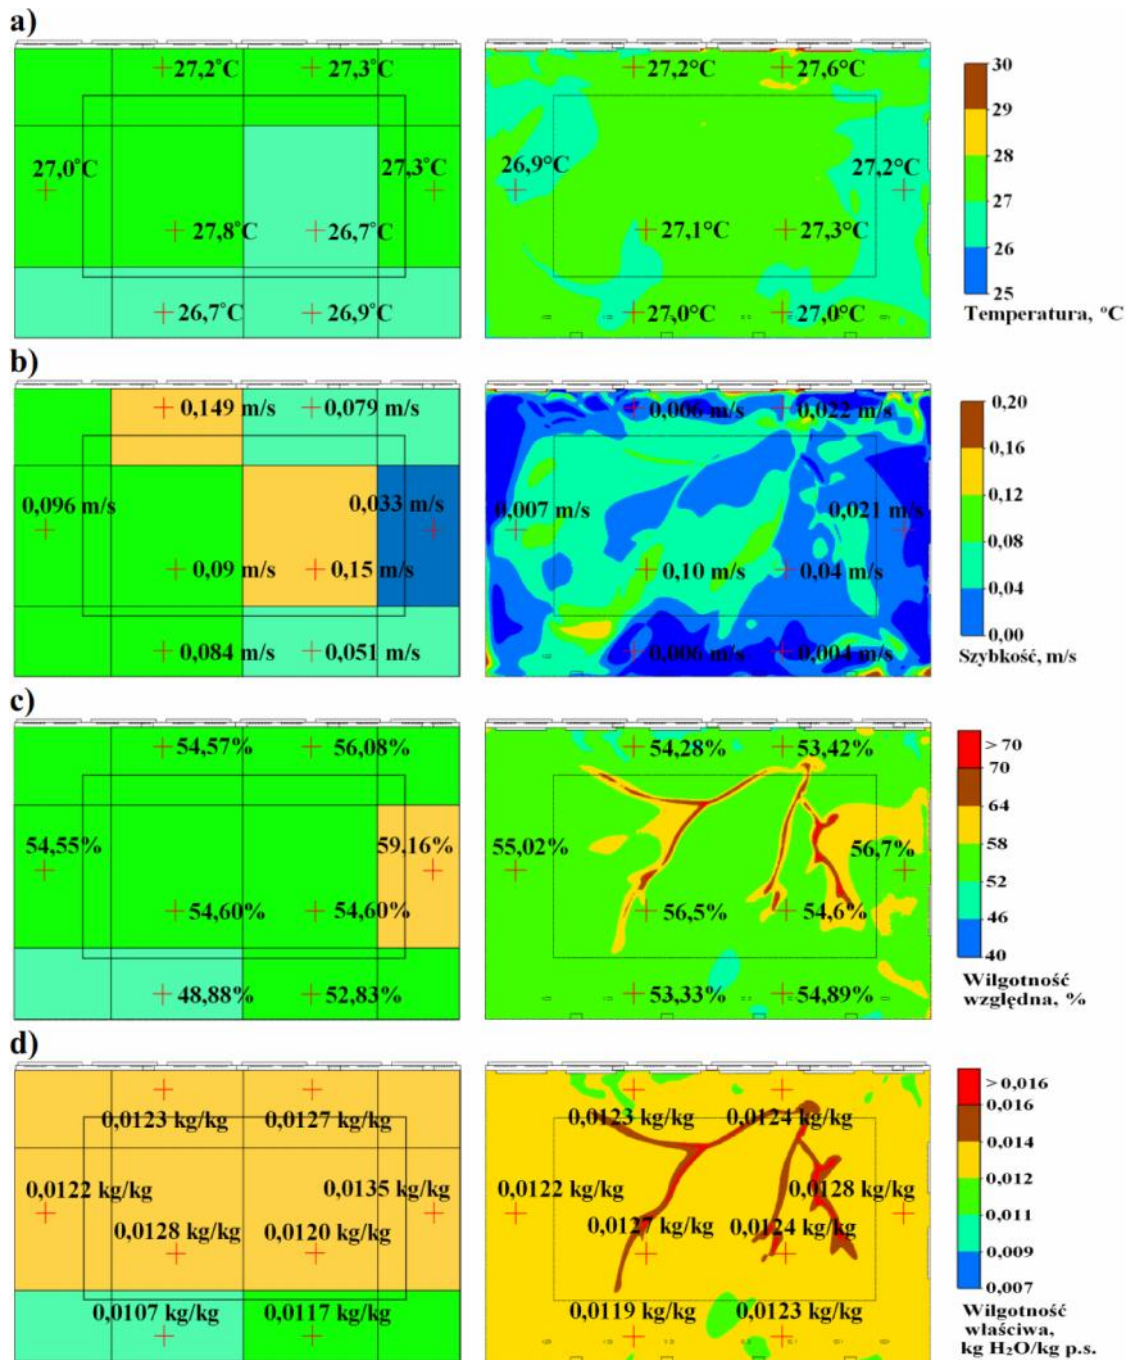 a)
27,2°C 27,3°C 27,2°C 27,6°C
27,0°C 27,3°C 26,9°C 27,2°C
27,8°C 26,7°C 27,1°C 27,3°C
26,7°C 26,9°C 27,0°C 27,0°C
30
29
28
27
26
25
Temperatura, °C
b)
0,149 m/s 0,079 m/s 0,006 m/s 0,022 m/s
0,096 m/s 0,033 m/s 0,007 m/s 0,021 m/s
0,09 m/s 0,15 m/s 0,10 m/s 0,04 m/s
0,084 m/s 0,051 m/s 0,006 m/s 0,004 m/s
0,20
0,16
0,12
0,08
0,04
0,00
Szybkość, m/s
c)
54,57% 56,08% 54,28% 53,42%
54,55% 59,16% 55,02% 56,7%
54,60% 54,60% 56,5% 54,6%
48,88% 52,83% 53,33% 54,89%
> 70
70
64
58
52
46
40
Wilgotność
względna, %
d)
0,0123 kg/kg 0,0127 kg/kg 0,0123 kg/kg 0,0124 kg/kg
0,0122 kg/kg 0,0135 kg/kg 0,0122 kg/kg 0,0128 kg/kg
0,0128 kg/kg 0,0120 kg/kg 0,0127 kg/kg 0,0124 kg/kg
0,0107 kg/kg 0,0117 kg/kg 0,0119 kg/kg 0,0123 kg/kg
> 0,016
0,016
0,014
0,012
0,011
0,009
0,007
Wilgotność
właściwa,
kg H₂O/kg p.s.